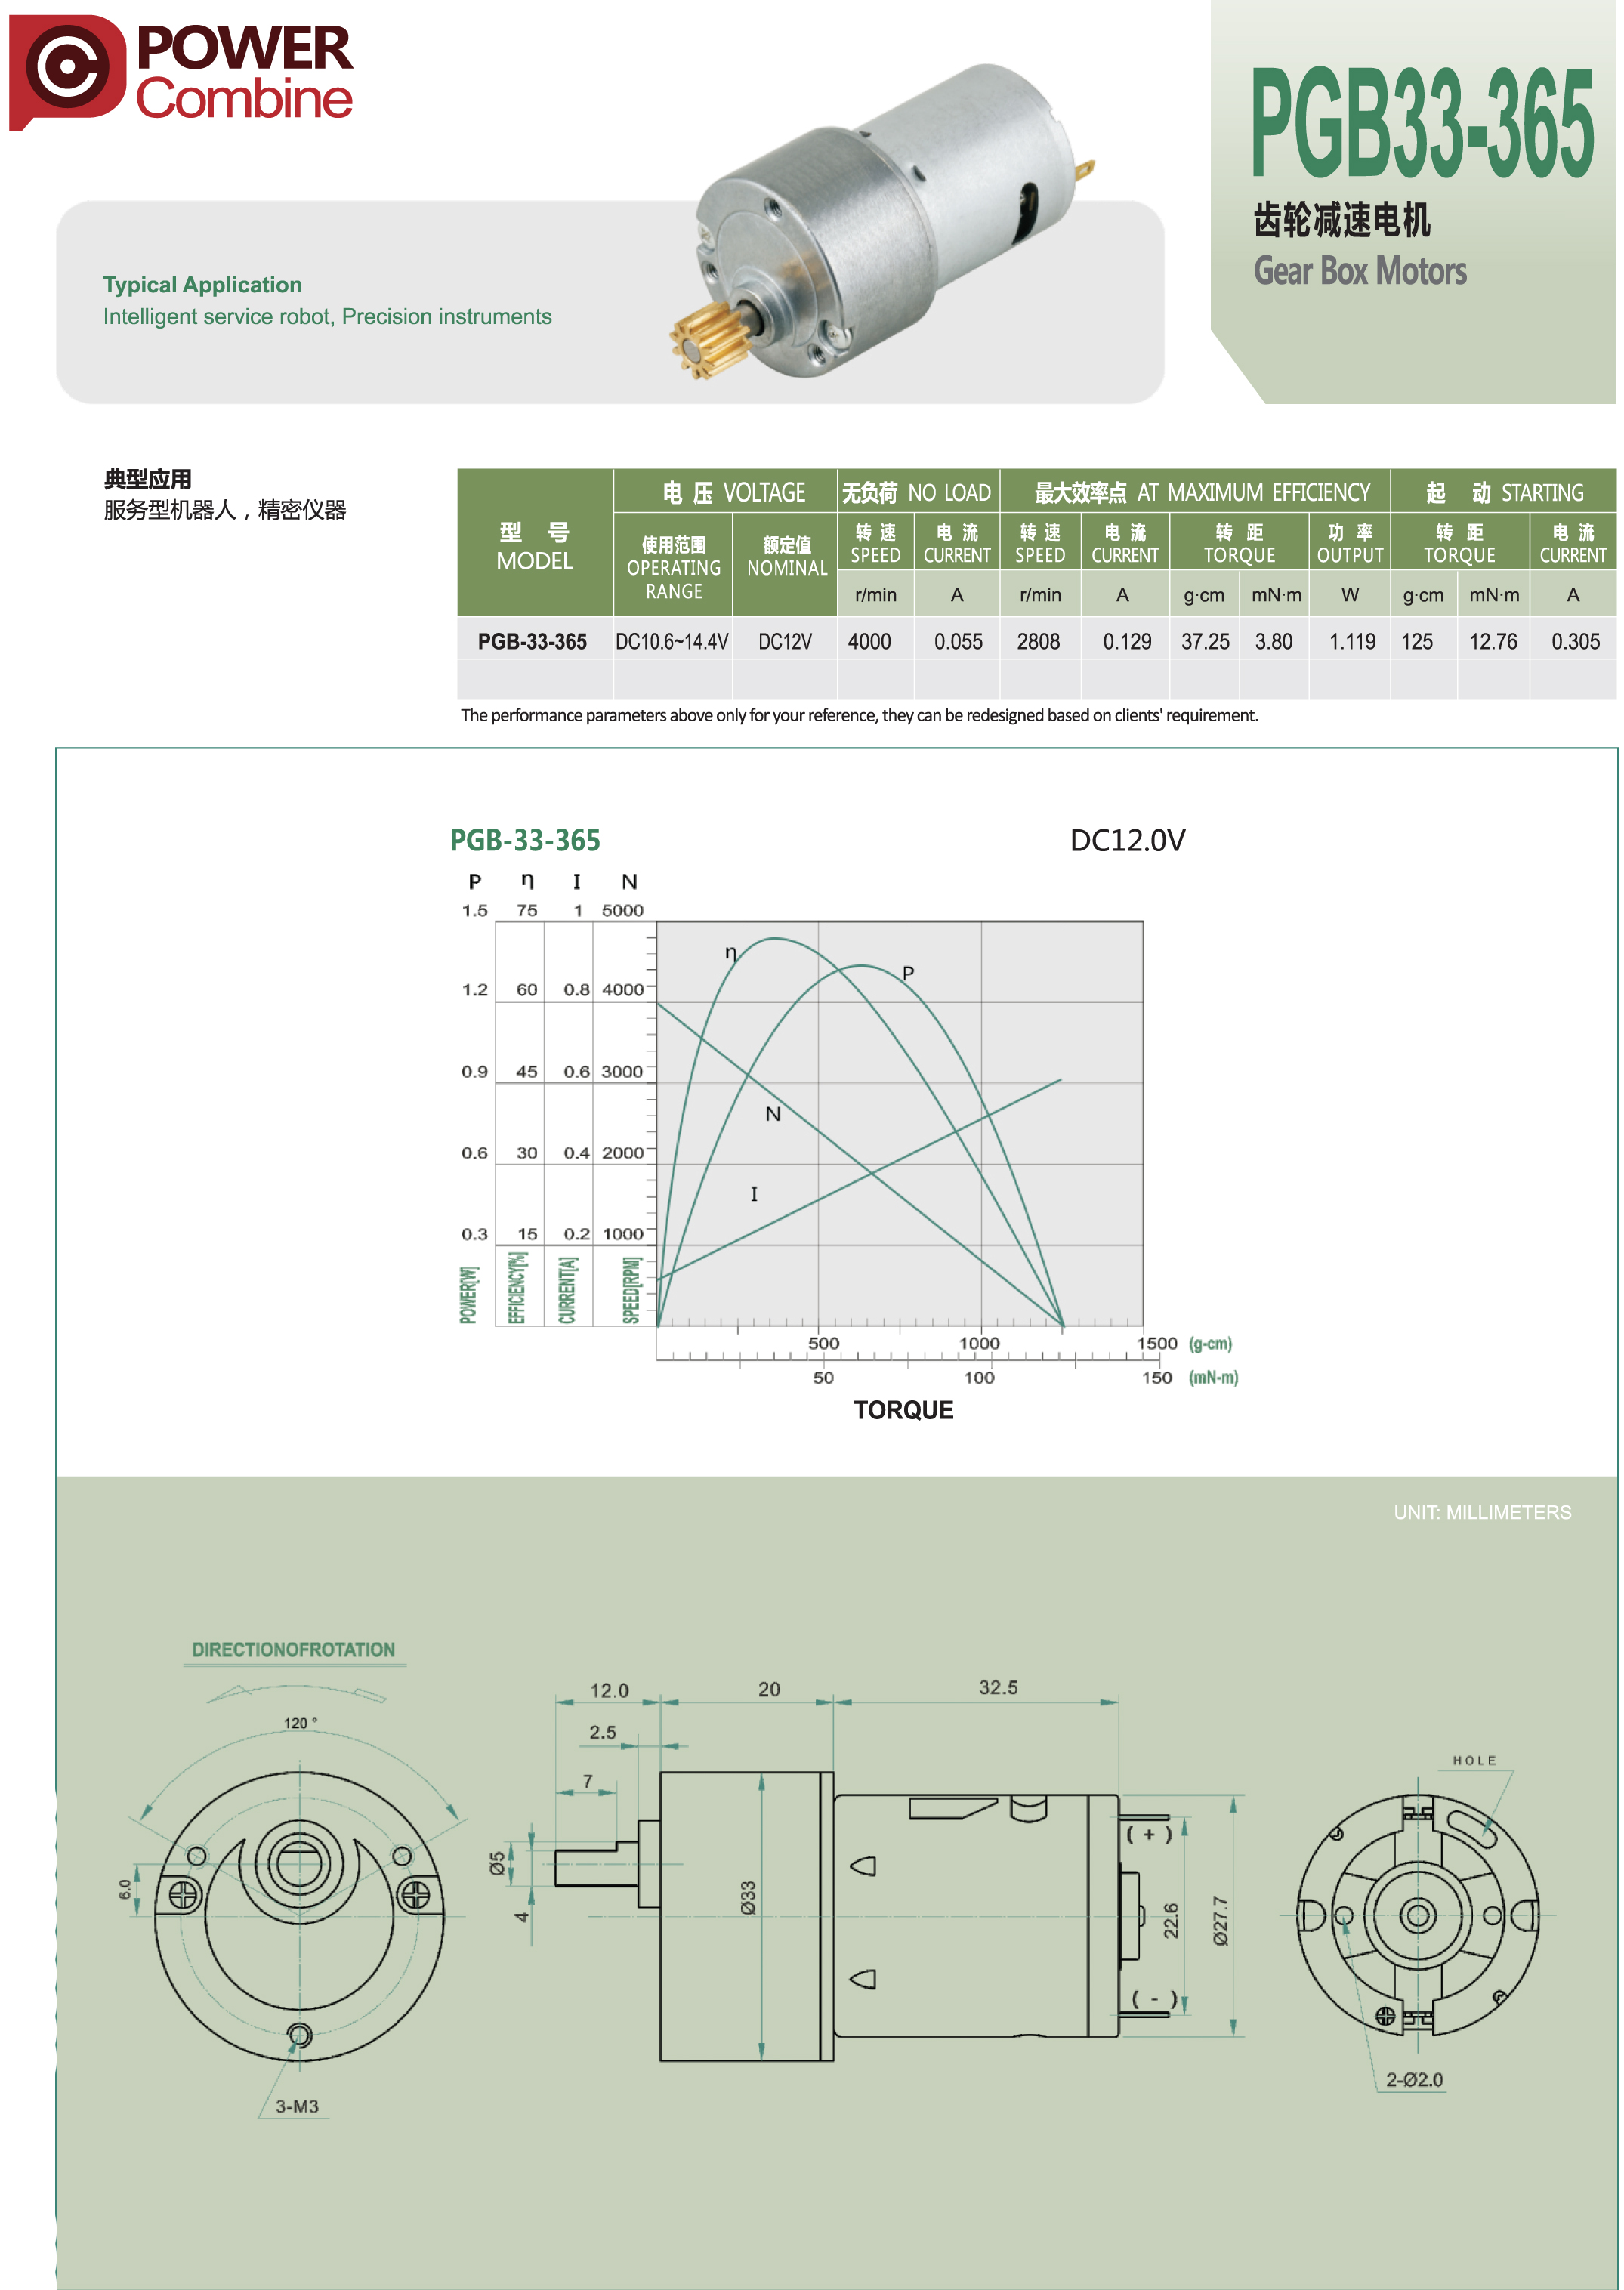 POWER
Combine
PGB33-365
齿轮减速电机
Gear Box Motors
Typical Application
Intelligent service robot, Precision instruments
典型应用
服务型机器人，精密仪器
型 号 MODEL
电 压 VOLTAGE
无负荷 NO LOAD
最大效率点 AT MAXIMUM EFFICIENCY
起 动 STARTING
使用范围 OPERATING RANGE
额定值 NOMINAL
转 速 SPEED
电 流 CURRENT
转 速 SPEED
电 流 CURRENT
转 距 TORQUE
功 率 OUTPUT
转 距 TORQUE
电 流 CURRENT
r/min A r/min A g·cm mN·m W g·cm mN·m A
PGB-33-365 DC10.6~14.4V DC12V 4000 0.055 2808 0.129 37.25 3.80 1.119 125 12.76 0.305
The performance parameters above only for your reference, they can be redesigned based on clients' requirement.
PGB-33-365 DC12.0V
P η I N
1.5 75 1 5000
1.2 60 0.8 4000
0.9 45 0.6 3000
0.6 30 0.4 2000
0.3 15 0.2 1000
POWER[W]
EFFICIENCY[%]
CURRENT[A]
SPEED[RPM]
η
P
N
I
500 1000 1500 (g-cm)
50 100 150 (mN-m)
TORQUE
UNIT: MILLIMETERS
DIRECTIONOFROTATION
120 °
6.0
3-M3
12.0 20 32.5
2.5
7
Ø5
4
Ø33
( + )
( - )
22.6
Ø27.7
HOLE
2-Ø2.0